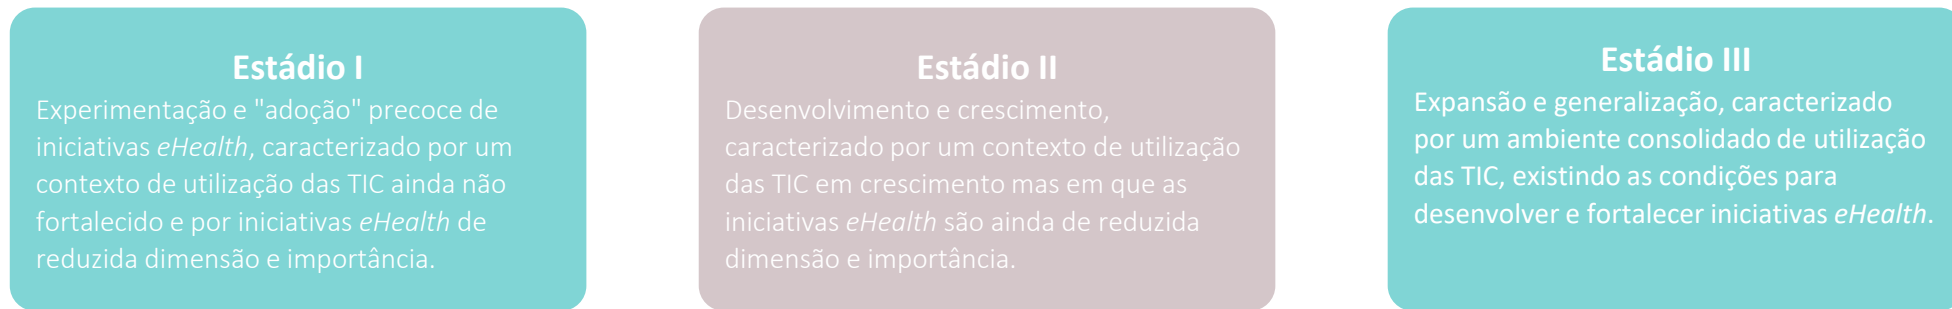 Estádio I
Experimentação e "adoção" precoce de
iniciativas eHealth, caracterizado por um
contexto de utilização das TIC ainda não
fortalecido e por iniciativas eHealth de
reduzida dimensão e importância.
Estádio II
Desenvolvimento e crescimento,
caracterizado por um contexto de utilização
das TIC em crescimento mas em que as
iniciativas eHealth são ainda de reduzida
dimensão e importância.
Estádio III
Expansão e generalização, caracterizado
por um ambiente consolidado de utilização
das TIC, existindo as condições para
desenvolver e fortalecer iniciativas eHealth.